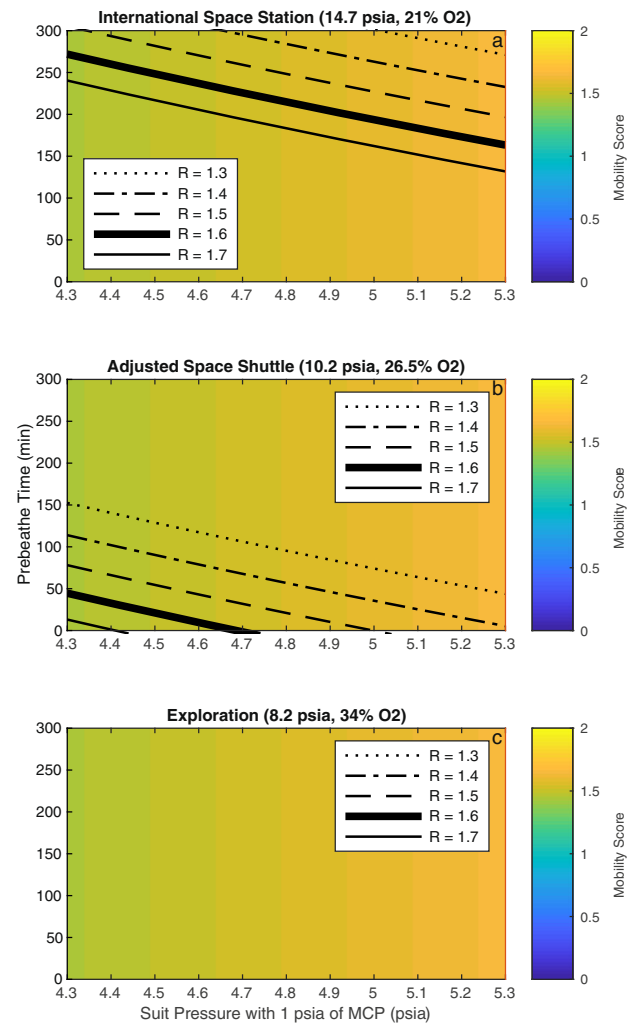 International Space Station (14.7 psia, 21% O2)
a
300
250
200
150
100
50
0
R = 1.3
R = 1.4
R = 1.5
R = 1.6
R = 1.7
4.3 4.4 4.5 4.6 4.7 4.8 4.9 5 5.1 5.2 5.3
2
1.5
1
0.5
0
Mobility Score
Adjusted Space Shuttle (10.2 psia, 26.5% O2)
b
300
250
200
150
100
50
0
Prebeathe Time (min)
R = 1.3
R = 1.4
R = 1.5
R = 1.6
R = 1.7
4.3 4.4 4.5 4.6 4.7 4.8 4.9 5 5.1 5.2 5.3
2
1.5
1
0.5
0
Mobility Score
Exploration (8.2 psia, 34% O2)
c
300
250
200
150
100
50
0
R = 1.3
R = 1.4
R = 1.5
R = 1.6
R = 1.7
4.3 4.4 4.5 4.6 4.7 4.8 4.9 5 5.1 5.2 5.3
Suit Pressure with 1 psia of MCP (psia)
2
1.5
1
0.5
0
Mobility Score